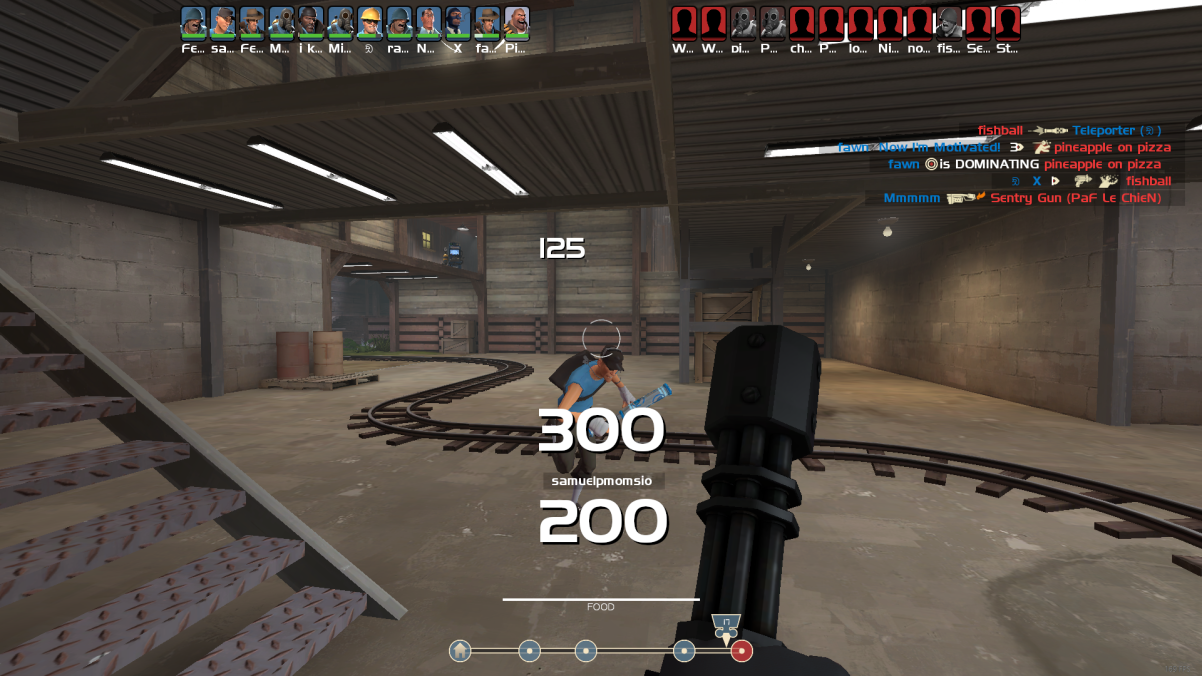 Fe... sa... Fe... M... i k... Mi... ra... N... X fa... Pi...
W... W... pi... P... ch... P... lo... Ni... no... fis... Se... St...
fishball Teleporter
fawn Now I'm Motivated! pineapple on pizza
fawn is DOMINATING pineapple on pizza
X fishball
Mmmmm Sentry Gun (PaF Le ChieN)
125
300
samuelpmomsio
200
FOOD
17